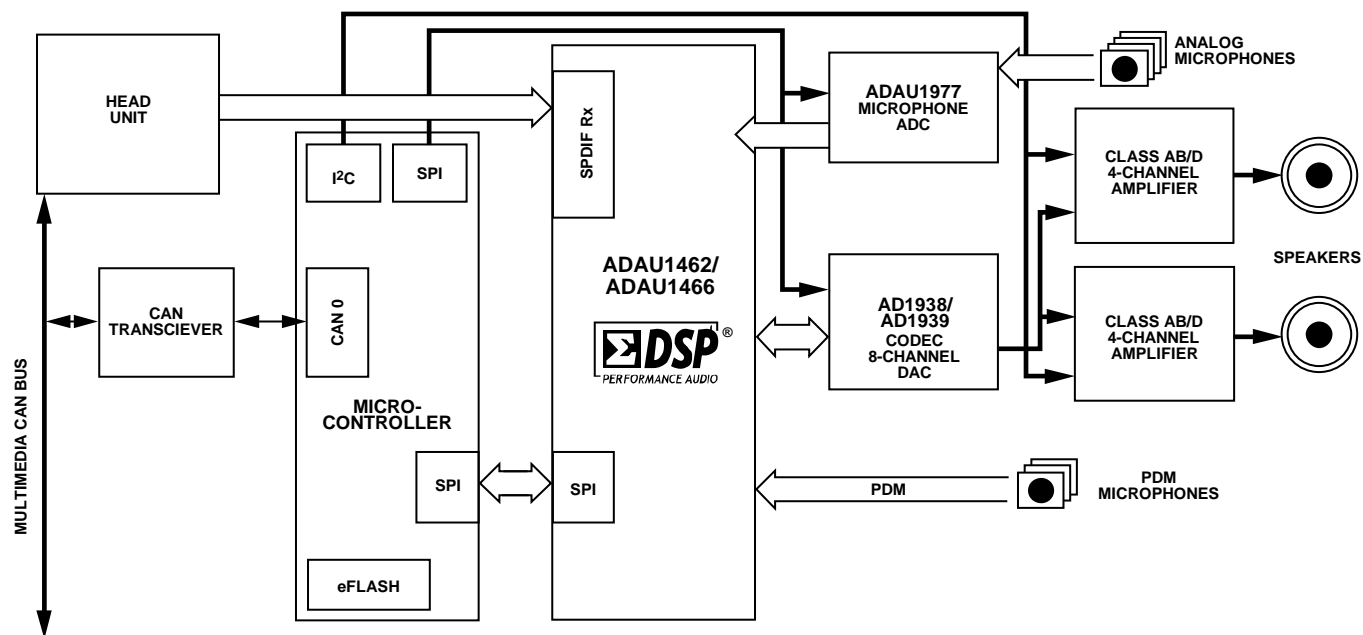 HEAD
UNIT
I²C
SPI
SPDIF Rx
ADAU1977
MICROPHONE
ADC
ANALOG
MICROPHONES
CLASS AB/D
4-CHANNEL
AMPLIFIER
SPEAKERS
CAN
TRANSCIEVER
CAN 0
ADAU1462/
ADAU1466
ΣDSP®
PERFORMANCE AUDIO
AD1938/
AD1939
CODEC
8-CHANNEL
DAC
CLASS AB/D
4-CHANNEL
AMPLIFIER
MULTIMEDIA CAN BUS
MICRO-
CONTROLLER
SPI
SPI
PDM
PDM
MICROPHONES
eFLASH